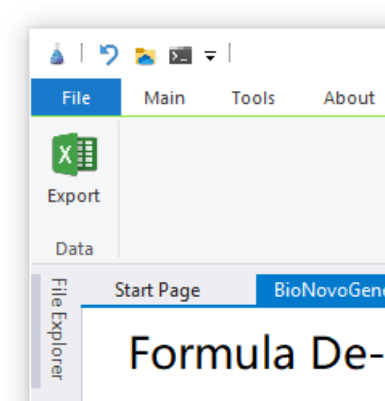 File Main Tools About
Export
Data
File Explorer
Start Page BioNovoGene
Formula De-